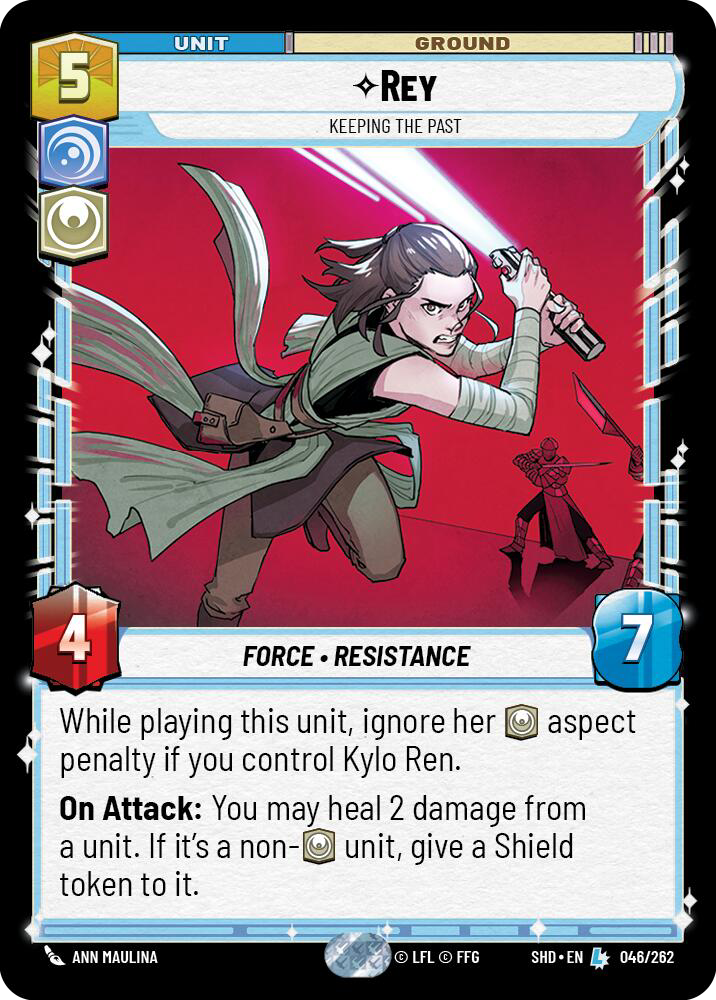 UNIT
GROUND
5
REY
KEEPING THE PAST
4
7
FORCE • RESISTANCE
While playing this unit, ignore her aspect
penalty if you control Kylo Ren.
On Attack: You may heal 2 damage from
a unit. If it's a non- unit, give a Shield
token to it.
ANN MAULINA
© LFL © FFG
SHD • EN L 046/262